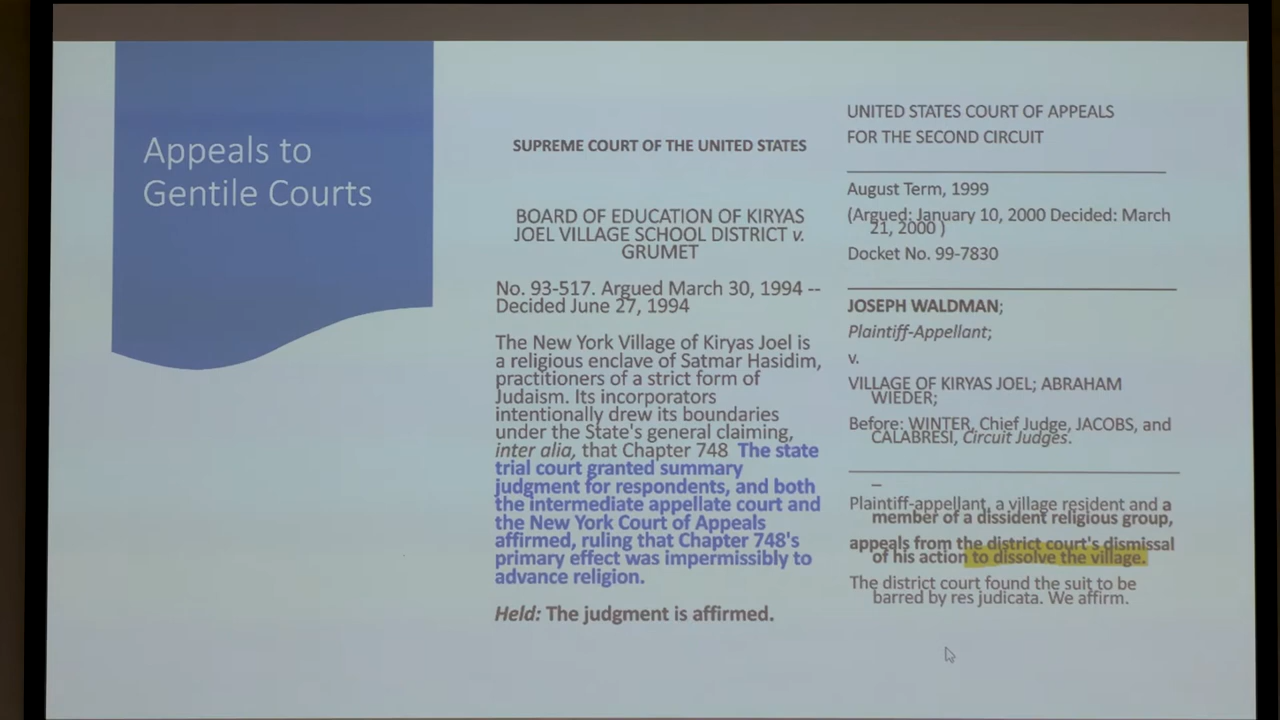 Appeals to
Gentile Courts
SUPREME COURT OF THE UNITED STATES
BOARD OF EDUCATION OF KIRYAS
JOEL VILLAGE SCHOOL DISTRICT v.
GRUMET
No. 93-517. Argued March 30, 1994 --
Decided June 27, 1994
The New York Village of Kiryas Joel is
a religious enclave of Satmar Hasidim,
practitioners of a strict form of
Judaism. Its incorporators
intentionally drew its boundaries
under the State's general claiming,
inter alia, that Chapter 748 The state
trial court granted summary
judgment for respondents, and both
the intermediate appellate court and
the New York Court of Appeals
affirmed, ruling that Chapter 748's
primary effect was impermissibly to
advance religion.
Held: The judgment is affirmed.
UNITED STATES COURT OF APPEALS
FOR THE SECOND CIRCUIT
August Term, 1999
(Argued: January 10, 2000 Decided: March
21, 2000 )
Docket No. 99-7830
JOSEPH WALDMAN;
Plaintiff-Appellant;
v.
VILLAGE OF KIRYAS JOEL; ABRAHAM
WIEDER;
Before: WINTER, Chief Judge, JACOBS, and
CALABRESI, Circuit Judges.
–
Plaintiff-appellant, a village resident and a
member of a dissident religious group,
appeals from the district court's dismissal
of his action to dissolve the village.
The district court found the suit to be
barred by res judicata. We affirm.